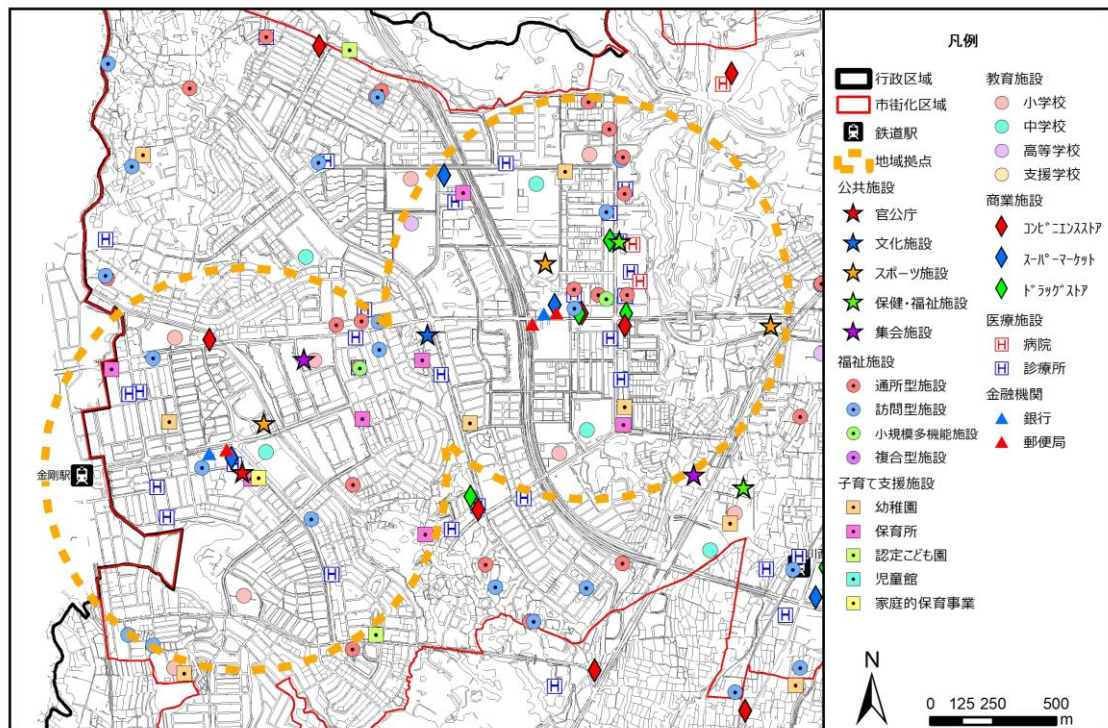 凡例
行政区域
市街化区域
鉄道駅
地域拠点
公共施設
官公庁
文化施設
スポーツ施設
保健・福祉施設
集会施設
福祉施設
通所型施設
訪問型施設
小規模多機能施設
複合型施設
子育て支援施設
幼稚園
保育所
認定こども園
児童館
家庭的保育事業
教育施設
小学校
中学校
高等学校
支援学校
商業施設
コンビニエンスストア
スーパーマーケット
ドラッグストア
医療施設
H 病院
H 診療所
金融機関
銀行
郵便局
金剛駅
N
0 125 250 500
m